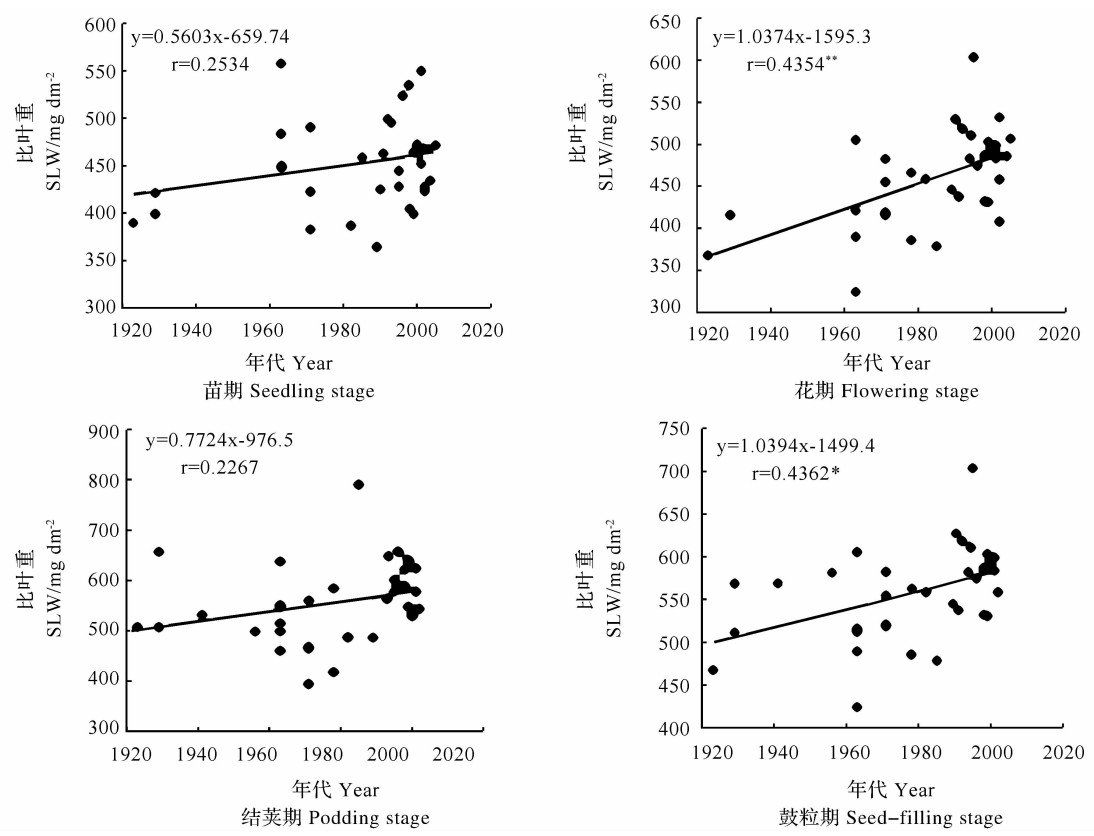 y=0.5603x-659.74
r=0.2534
比叶重
SLW/mg dm-2
600
550
500
450
400
350
300
1920 1940 1960 1980 2000 2020
年代 Year
苗期 Seedling stage
y=1.0374x-1595.3
r=0.4354**
比叶重
SLW/mg dm-2
650
600
550
500
450
400
350
300
1920 1940 1960 1980 2000 2020
年代 Year
花期 Flowering stage
y=0.7724x-976.5
r=0.2267
比叶重
SLW/mg dm-2
900
800
700
600
500
400
300
1920 1940 1960 1980 2000 2020
年代 Year
结荚期 Podding stage
y=1.0394x-1499.4
r=0.4362*
比叶重
SLW/mg dm-2
750
700
650
600
550
500
450
400
1920 1940 1960 1980 2000 2020
年代 Year
鼓粒期 Seed-filling stage